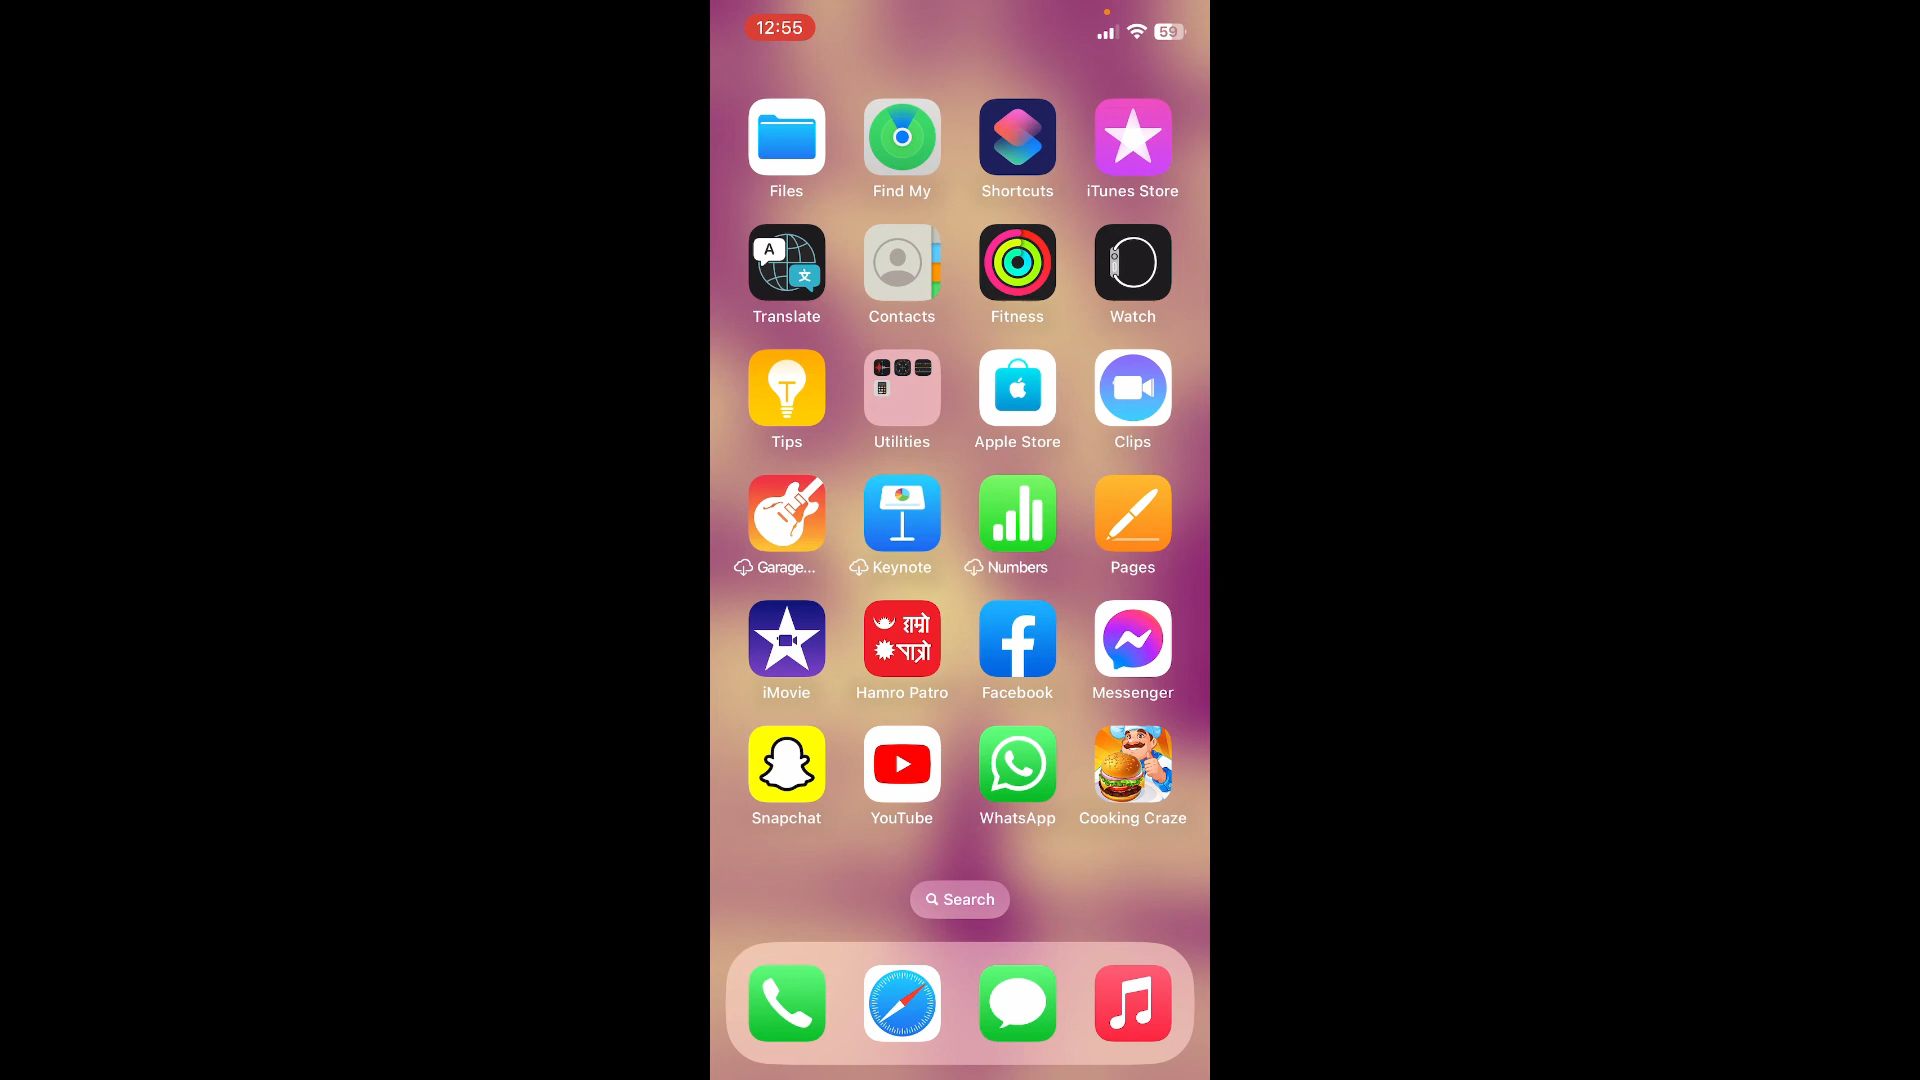 12:55
59
Files Find My Shortcuts iTunes Store
A
文
Translate Contacts Fitness Watch
Tips Utilities Apple Store Clips
Garage... Keynote Numbers Pages
हाम्रो
पात्रो
iMovie Hamro Patro Facebook Messenger
Snapchat YouTube WhatsApp Cooking Craze
Search